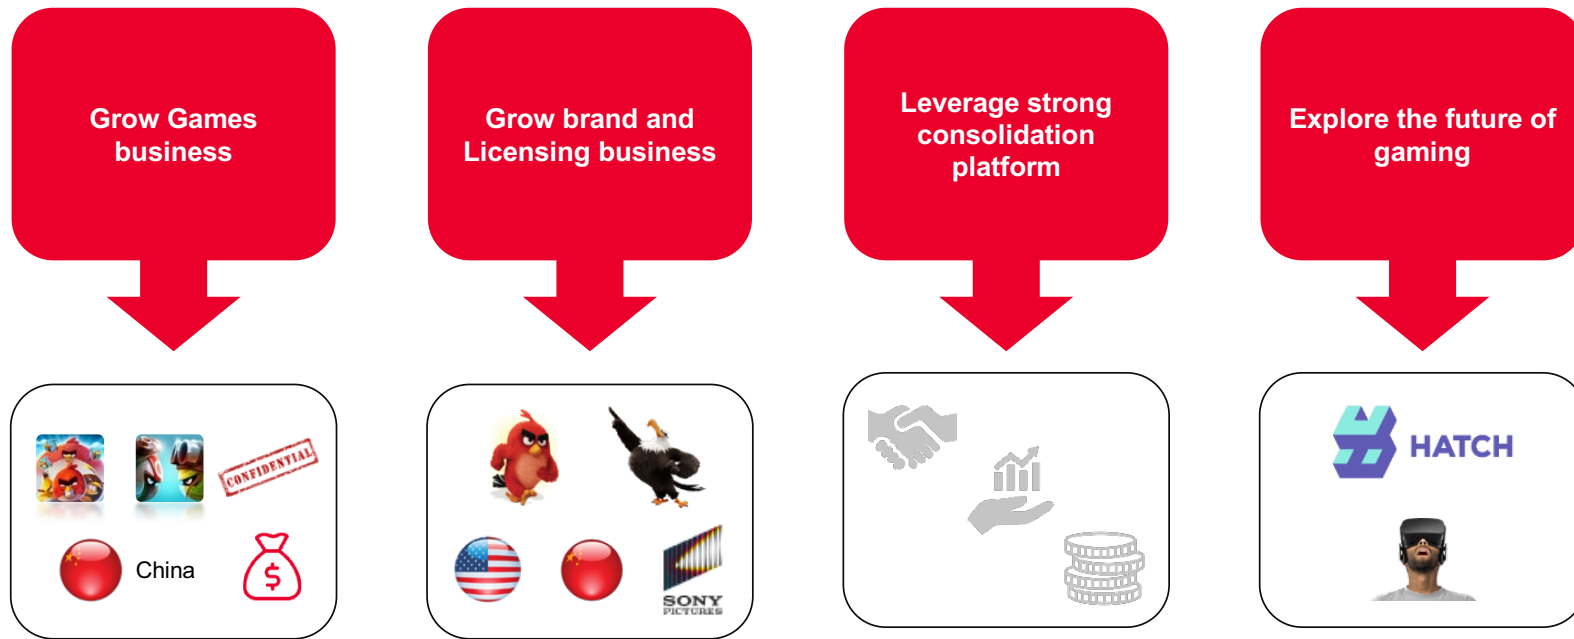 Grow Games
business
Grow brand and
Licensing business
Leverage strong
consolidation
platform
Explore the future of
gaming
CONFIDENTIAL
China
$
SONY
PICTURES
HATCH